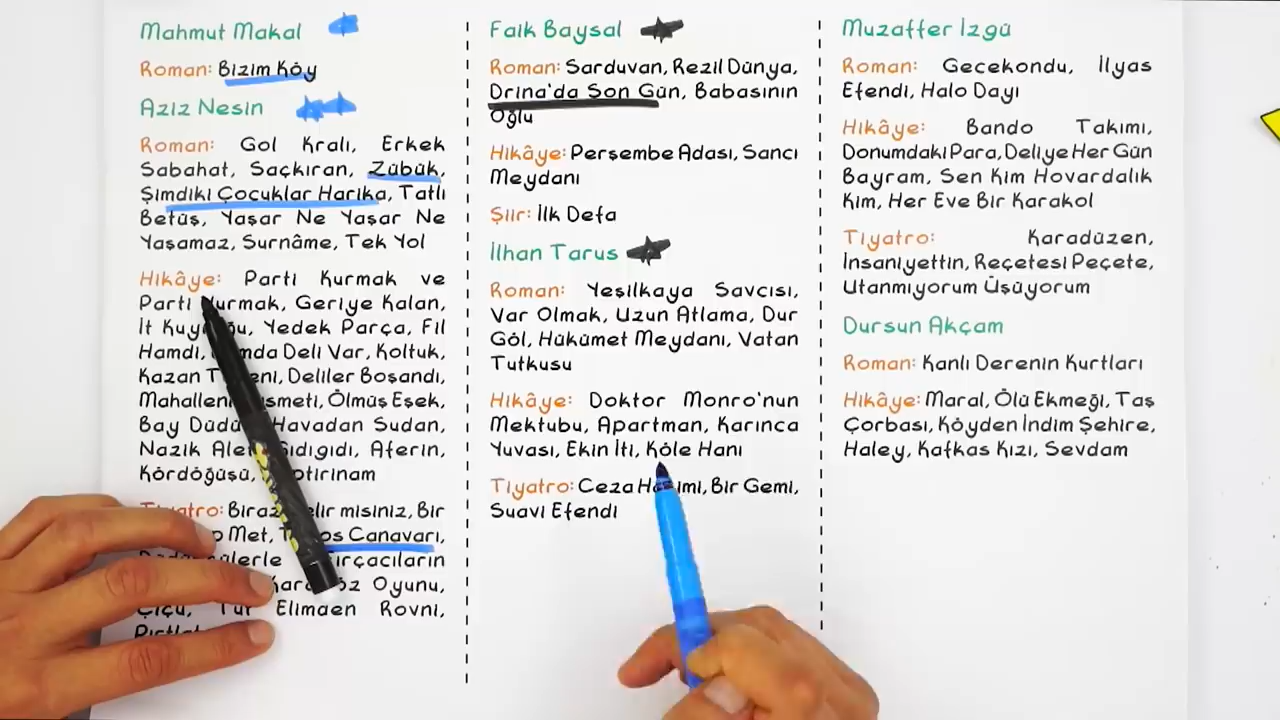 Mahmut Makal
Roman: Bizim Köy
Aziz Nesin
Roman: Gol Kralı, Erkek
Sabahat, Saçkıran, Zübük,
Şimdiki Çocuklar Harika, Tatlı
Betüş, Yaşar Ne Yaşar Ne
Yaşamaz, Surnâme, Tek Yol
Hikâye: Parti Kurmak ve
Parti Vurmak, Geriye Kalan,
İt Yedek Parça, Fil
Hamdi, Deli Var, Koltuk,
Kazan Deliler Boşandı,
Ölmüş Eşek,
Bay Havadan Sudan,
Nazik Gıdıgıdı, Aferin,
Kördöğüşü,
misiniz, Bir
Met, Canavarı,
Oyunu,
Rovni,
Faik Baysal
Roman: Sarduvan, Rezil Dünya,
Drina'da Son Gün, Babasının
Oğlu
Hikâye: Perşembe Adası, Sancı
Meydanı
Şiir: İlk Defa
İlhan Tarus
Roman: Yeşilkaya Savcısı,
Var Olmak, Uzun Atlama, Dur
Göl, Hükümet Meydanı, Vatan
Tutkusu
Hikâye: Doktor Monro'nun
Mektubu, Apartman, Karınca
Yuvası, Ekin İti, Köle Hanı
Tiyatro: Ceza Bir Gemi,
Suavi Efendi
Muzaffer İzgü
Roman: Gecekondu, İlyas
Efendi, Halo Dayı
Hikâye: Bando Takımı,
Donumdaki Para, Deliye Her Gün
Bayram, Sen Kim Hovardalık
Kim, Her Eve Bir Karakol
Tiyatro: Karadüzen,
İnsaniyettin, Reçetesi Peçete,
Utanmıyorum Üşüyorum
Dursun Akçam
Roman: Kanlı Derenin Kurtları
Hikâye: Maral, Ölü Ekmeği, Taş
Çorbası, Köyden İndim Şehire,
Haley, Kafkas Kızı, Sevdam